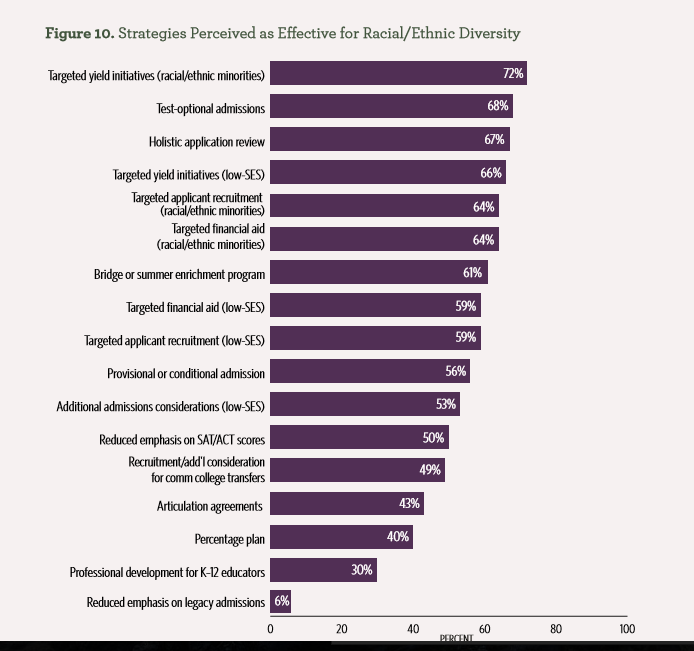 Figure 10. Strategies Perceived as Effective for Racial/Ethnic Diversity
Targeted yield initiatives (racial/ethnic minorities) 72%
Test-optional admissions 68%
Holistic application review 67%
Targeted yield initiatives (low-SES) 66%
Targeted applicant recruitment
(racial/ethnic minorities) 64%
Targeted financial aid
(racial/ethnic minorities) 64%
Bridge or summer enrichment program 61%
Targeted financial aid (low-SES) 59%
Targeted applicant recruitment (low-SES) 59%
Provisional or conditional admission 56%
Additional admissions considerations (low-SES) 53%
Reduced emphasis on SAT/ACT scores 50%
Recruitment/add'l consideration
for comm college transfers 49%
Articulation agreements 43%
Percentage plan 40%
Professional development for K-12 educators 30%
Reduced emphasis on legacy admissions 6%
0 20 40 60 80 100
PERCENT